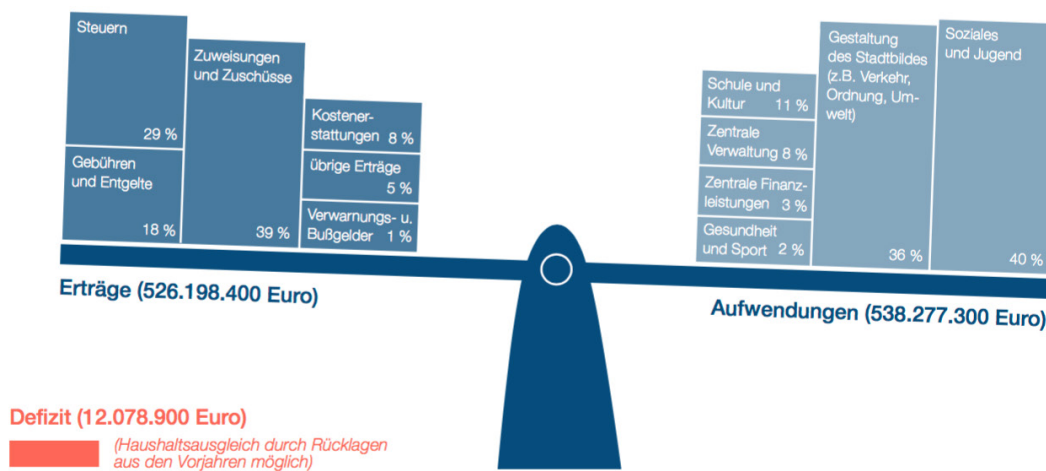 Steuern
29 %
Gebühren
und Entgelte
18 %
Zuweisungen
und Zuschüsse
39 %
Kostener-
stattungen 8 %
übrige Erträge
5 %
Verwarnungs- u.
Bußgelder 1 %
Erträge (526.198.400 Euro)
Schule und
Kultur 11 %
Zentrale
Verwaltung 8 %
Zentrale Finanz-
leistungen 3 %
Gesundheit
und Sport 2 %
Gestaltung
des Stadtbildes
(z.B. Verkehr,
Ordnung, Um-
welt)
36 %
Soziales
und Jugend
40 %
Aufwendungen (538.277.300 Euro)
Defizit (12.078.900 Euro)
(Haushaltsausgleich durch Rücklagen
aus den Vorjahren möglich)